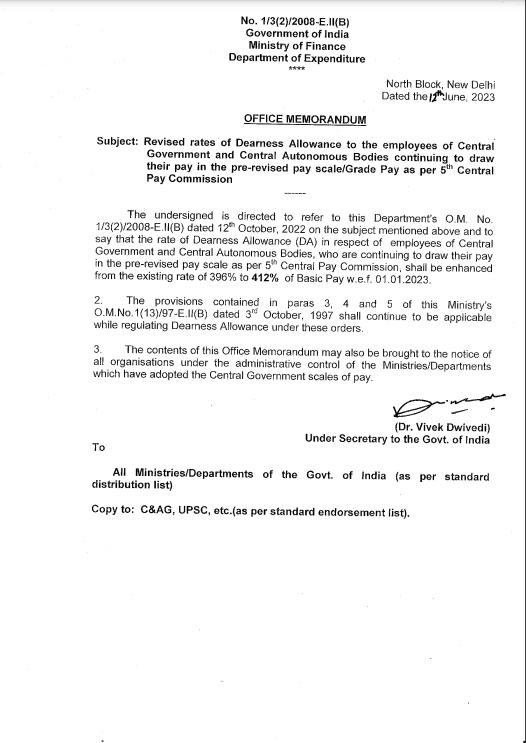 No. 1/3(2)/2008-E.II(B)
Government of India
Ministry of Finance
Department of Expenditure
****
North Block, New Delhi
Dated the 12th June, 2023
OFFICE MEMORANDUM
Subject: Revised rates of Dearness Allowance to the employees of Central
Government and Central Autonomous Bodies continuing to draw
their pay in the pre-revised pay scale/Grade Pay as per 5th Central
Pay Commission
------
The undersigned is directed to refer to this Department's O.M. No.
1/3(2)/2008-E.II(B) dated 12th October, 2022 on the subject mentioned above and to
say that the rate of Dearness Allowance (DA) in respect of employees of Central
Government and Central Autonomous Bodies, who are continuing to draw their pay
in the pre-revised pay scale as per 5th Central Pay Commission, shall be enhanced
from the existing rate of 396% to 412% of Basic Pay w.e.f. 01.01.2023.
2. The provisions contained in paras 3, 4 and 5 of this Ministry's
O.M.No.1(13)/97-E.II(B) dated 3rd October, 1997 shall continue to be applicable
while regulating Dearness Allowance under these orders.
3. The contents of this Office Memorandum may also be brought to the notice of
all organisations under the administrative control of the Ministries/Departments
which have adopted the Central Government scales of pay.
(Dr. Vivek Dwivedi)
Under Secretary to the Govt. of India
To
All Ministries/Departments of the Govt. of India (as per standard
distribution list)
Copy to: C&AG, UPSC, etc.(as per standard endorsement list).